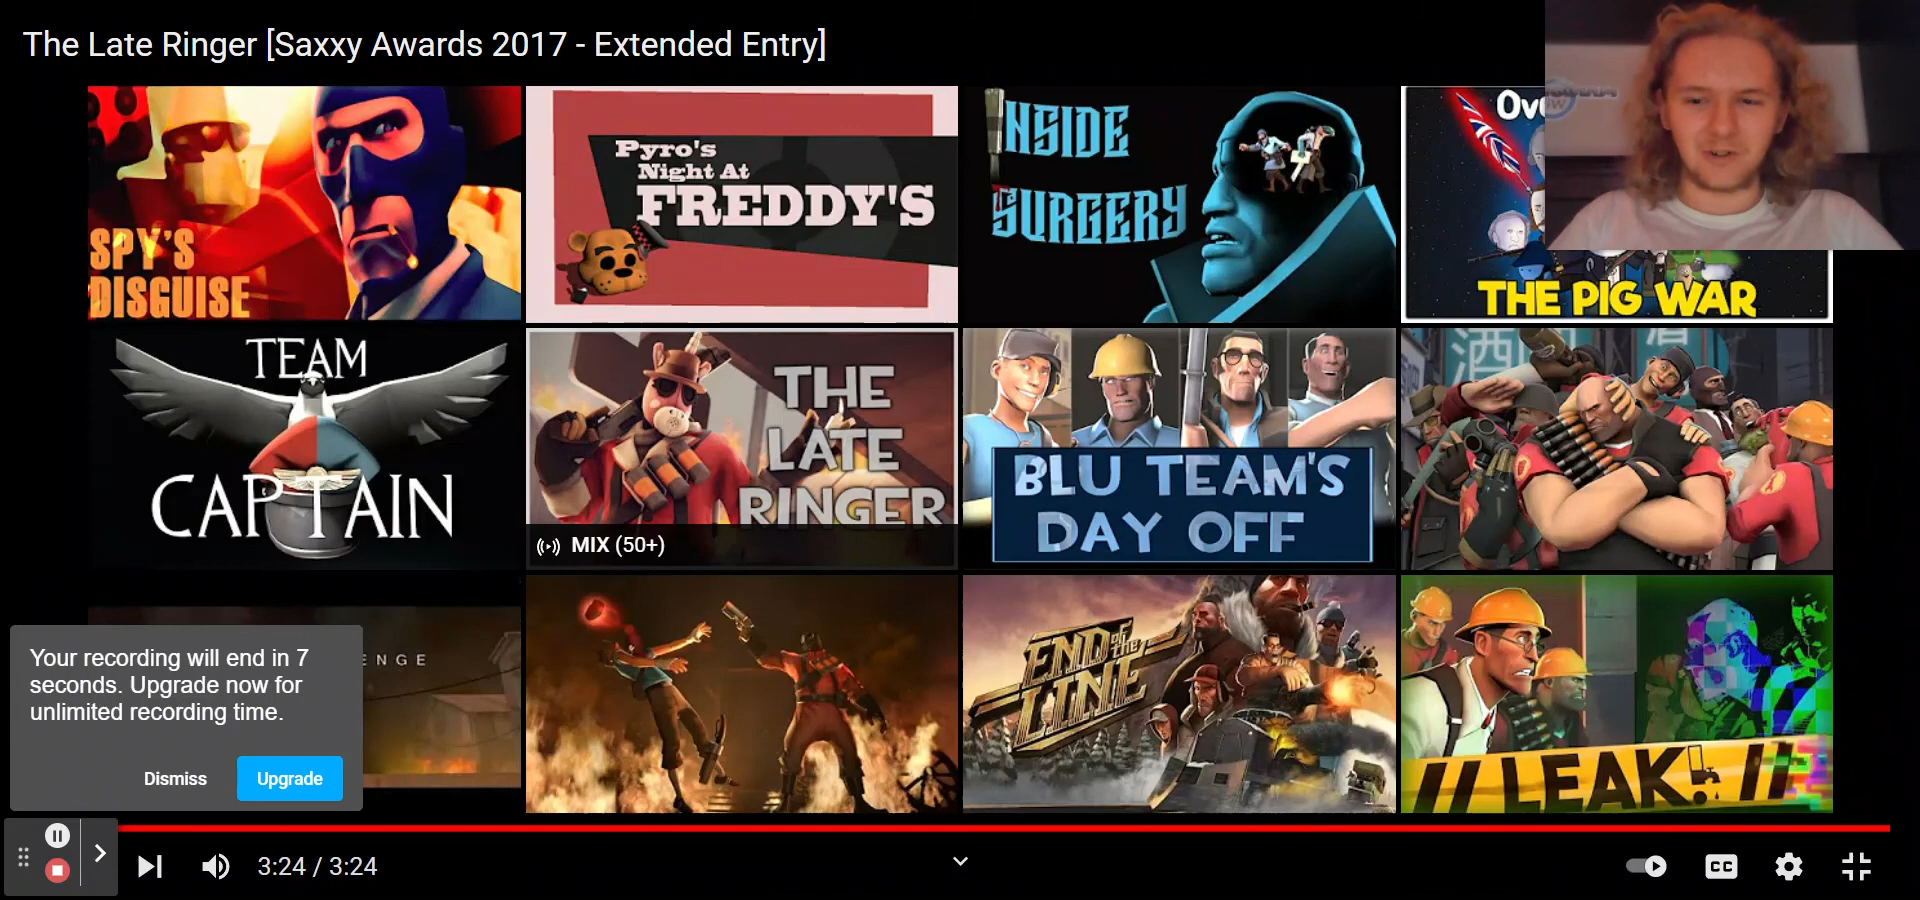 The Late Ringer [Saxxy Awards 2017 - Extended Entry]
SPY'S
DISGUISE
Pyro's
Night At
FREDDY'S
INSIDE
SURGERY
THE PIG WAR
TEAM
CAPTAIN
THE
LATE
RINGER
MIX (50+)
BLU TEAM'S
DAY OFF
酒
Your recording will end in 7
seconds. Upgrade now for
unlimited recording time.
Dismiss
Upgrade
END of the
LINE
// LEAK! //
3:24 / 3:24
CC